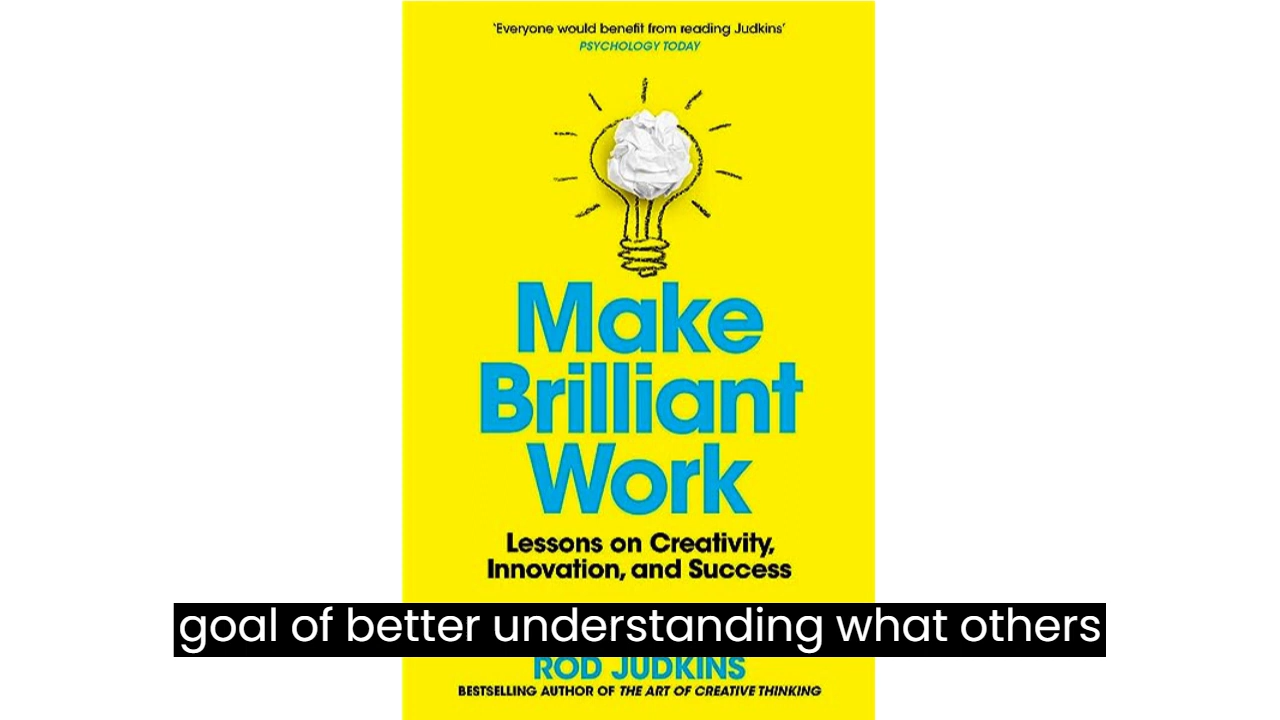 ‘Everyone would benefit from reading Judkins’
PSYCHOLOGY TODAY
Make
Brilliant
Work
Lessons on Creativity,
Innovation, and Success
goal of better understanding what others
ROD JUDKINS
BESTSELLING AUTHOR OF THE ART OF CREATIVE THINKING